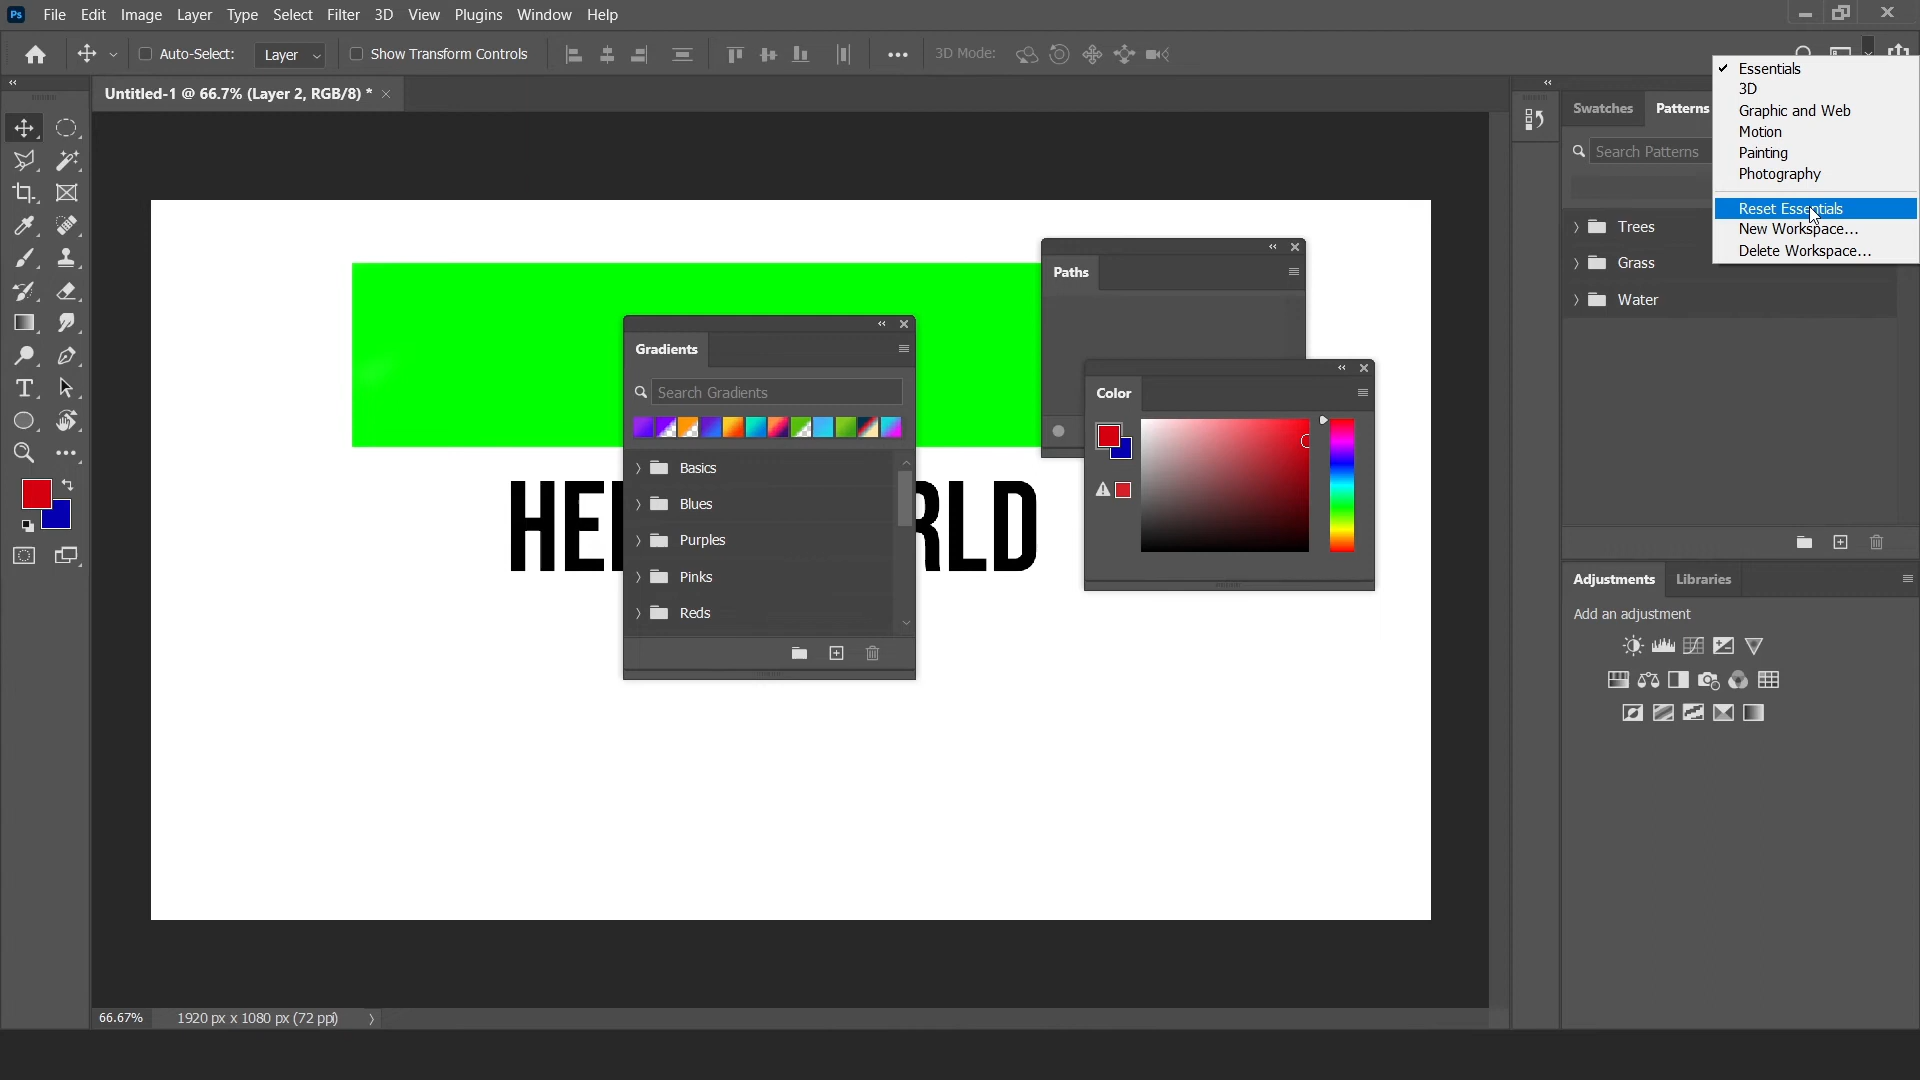 Ps File Edit Image Layer Type Select Filter 3D View Plugins Window Help
Auto-Select: Layer Show Transform Controls 3D Mode:
Untitled-1 @ 66.7% (Layer 2, RGB/8) *
Essentials
3D
Graphic and Web
Motion
Painting
Photography
Reset Essentials
New Workspace...
Delete Workspace...
Swatches Patterns
Search Patterns
Trees
Grass
Water
Paths
Gradients
Search Gradients
Basics
Blues
Purples
Pinks
Reds
Color
HE
RLD
Adjustments Libraries
Add an adjustment
66.67% 1920 px x 1080 px (72 ppi)